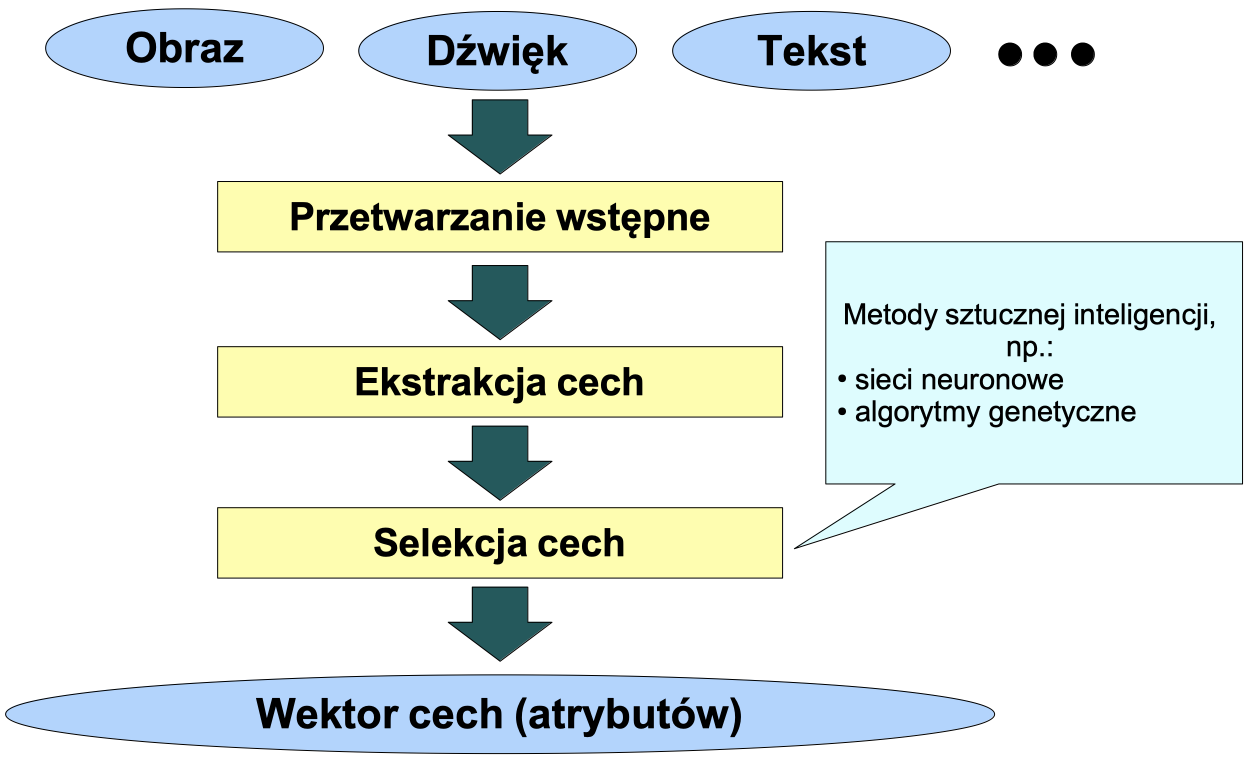 Obraz
Dźwięk
Tekst
Przetwarzanie wstępne
Ekstrakcja cech
Metody sztucznej inteligencji,
np.:
• sieci neuronowe
• algorytmy genetyczne
Selekcja cech
Wektor cech (atrybutów)